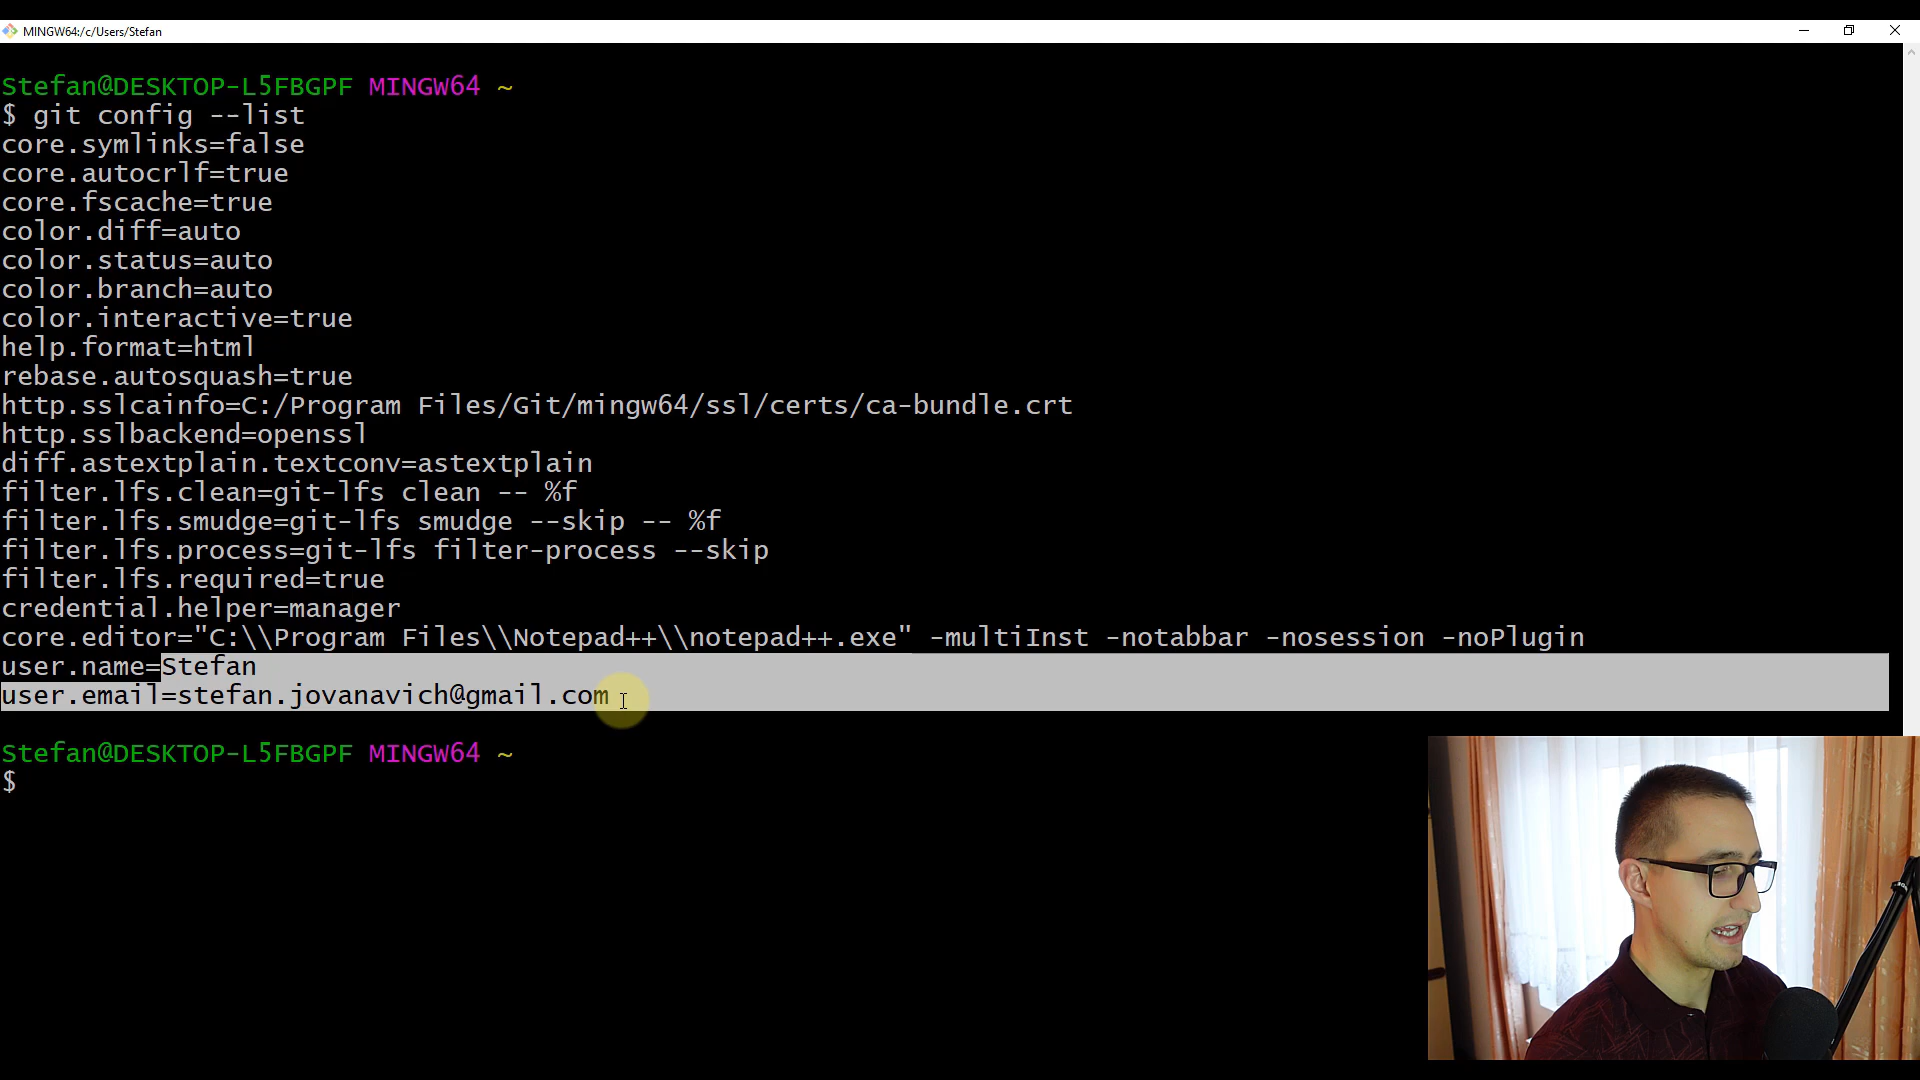 MINGW64:/c/Users/Stefan
Stefan@DESKTOP-L5FBGPF MINGW64 ~
$ git config --list
core.symlinks=false
core.autocrlf=true
core.fscache=true
color.diff=auto
color.status=auto
color.branch=auto
color.interactive=true
help.format=html
rebase.autosquash=true
http.sslcainfo=C:/Program Files/Git/mingw64/ssl/certs/ca-bundle.crt
http.sslbackend=openssl
diff.astextplain.textconv=astextplain
filter.lfs.clean=git-lfs clean -- %f
filter.lfs.smudge=git-lfs smudge --skip -- %f
filter.lfs.process=git-lfs filter-process --skip
filter.lfs.required=true
credential.helper=manager
core.editor="C:\\Program Files\\Notepad++\\notepad++.exe" -multiInst -notabbar -nosession -noPlugin
user.name=Stefan
user.email=stefan.jovanavich@gmail.com
Stefan@DESKTOP-L5FBGPF MINGW64 ~
$